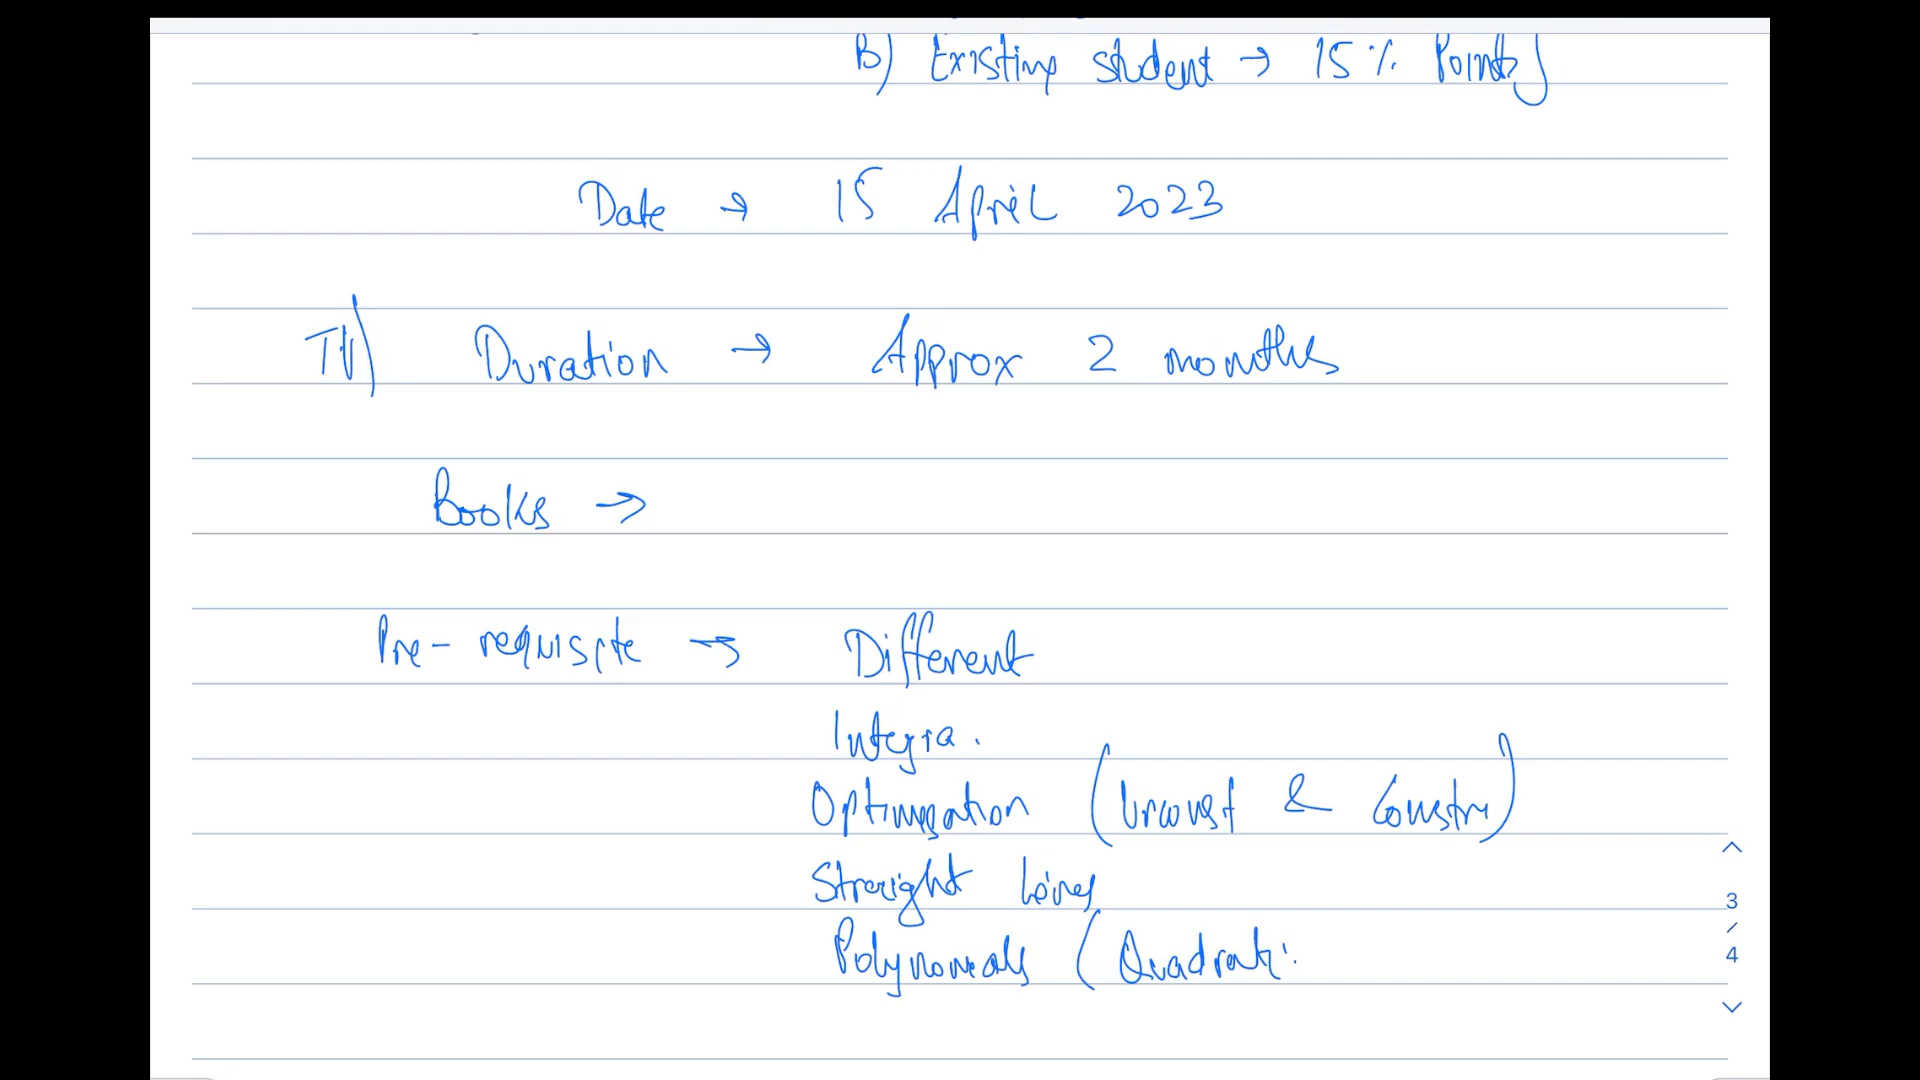 B) Existing student → 15 % Points
Date → 15 April 2023
IV) Duration → Approx 2 months
Books →
Pre-requisite → Different
Integra.
Optimization (Unconst & Constr)
Straight Lines
Polynomials (Quadrati
3
/
4